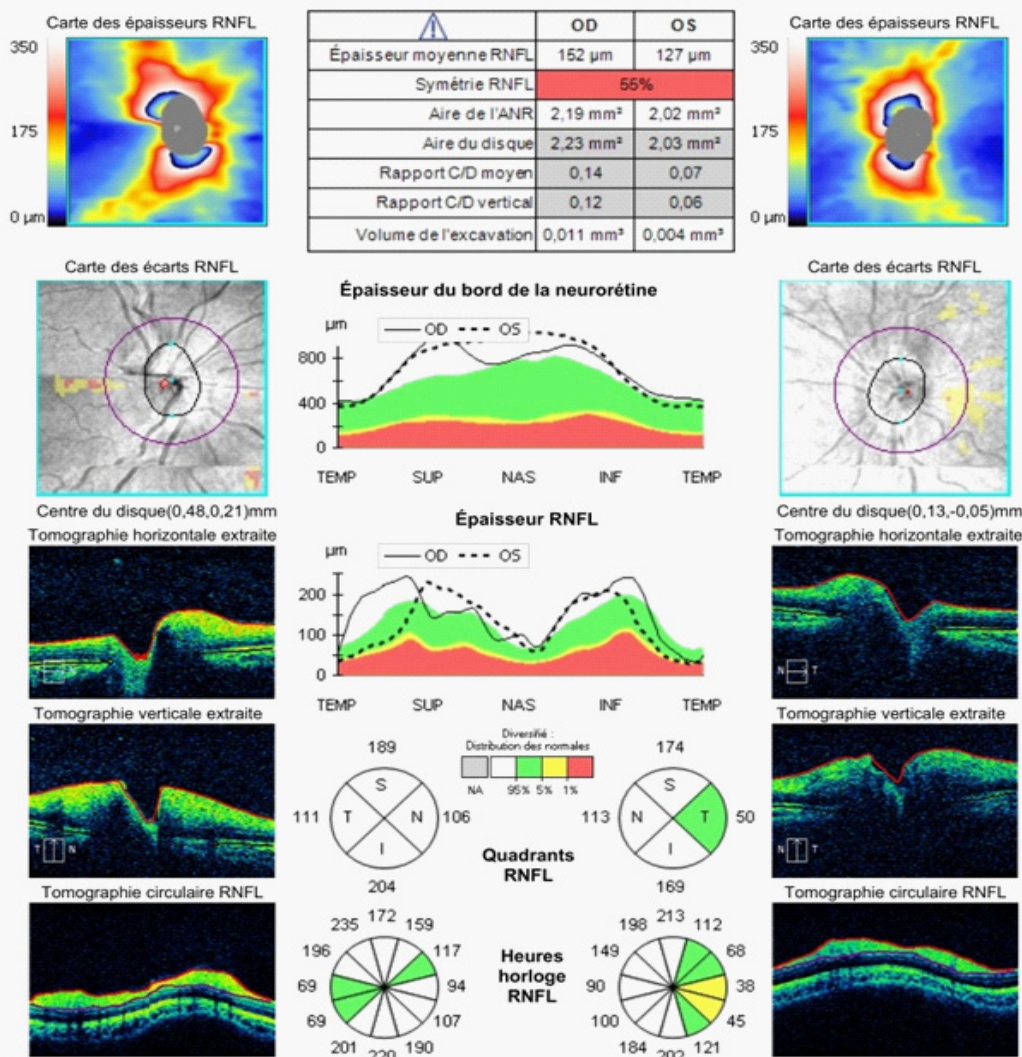 Carte des épaisseurs RNFL
350
175
0 µm
OD OS
Épaisseur moyenne RNFL 152 µm 127 µm
Symétrie RNFL 55%
Aire de l'ANR 2,19 mm² 2,02 mm²
Aire du disque 2,23 mm² 2,03 mm²
Rapport C/D moyen 0,14 0,07
Rapport C/D vertical 0,12 0,06
Volume de l'excavation 0,011 mm³ 0,004 mm³
Carte des épaisseurs RNFL
350
175
0 µm
Carte des écarts RNFL
Centre du disque(0,48,0,21)mm
Épaisseur du bord de la neurorétine
µm
OD OS
800
400
0
TEMP SUP NAS INF TEMP
Carte des écarts RNFL
Centre du disque(0,13,-0,05)mm
Tomographie horizontale extraite
N
Épaisseur RNFL
µm
OD OS
200
100
0
TEMP SUP NAS INF TEMP
Tomographie horizontale extraite
N T
Tomographie verticale extraite
T N
Diversifié :
Distribution des normales
NA 95% 5% 1%
189
S
111 T N 106
I
204
174
S
113 N T 50
I
169
Quadrants
RNFL
Tomographie verticale extraite
N T
Tomographie circulaire RNFL
235 172 159
196 117
69 94
69 107
201 220 190
Heures
horloge
RNFL
198 213 112
149 68
90 38
100 45
184 202 121
Tomographie circulaire RNFL